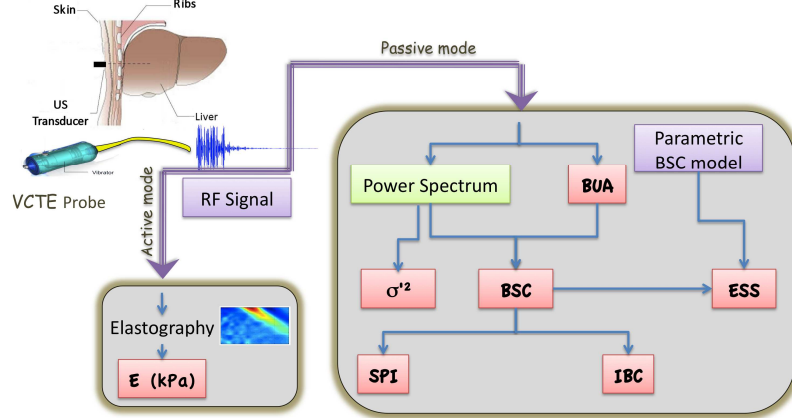 Skin
Ribs
US
Transducer
Liver
Vibrator
VCTE Probe
RF Signal
Passive mode
Active mode
Elastography
E (kPa)
Power Spectrum
BUA
Parametric
BSC model
σ'²
BSC
ESS
SPI
IBC